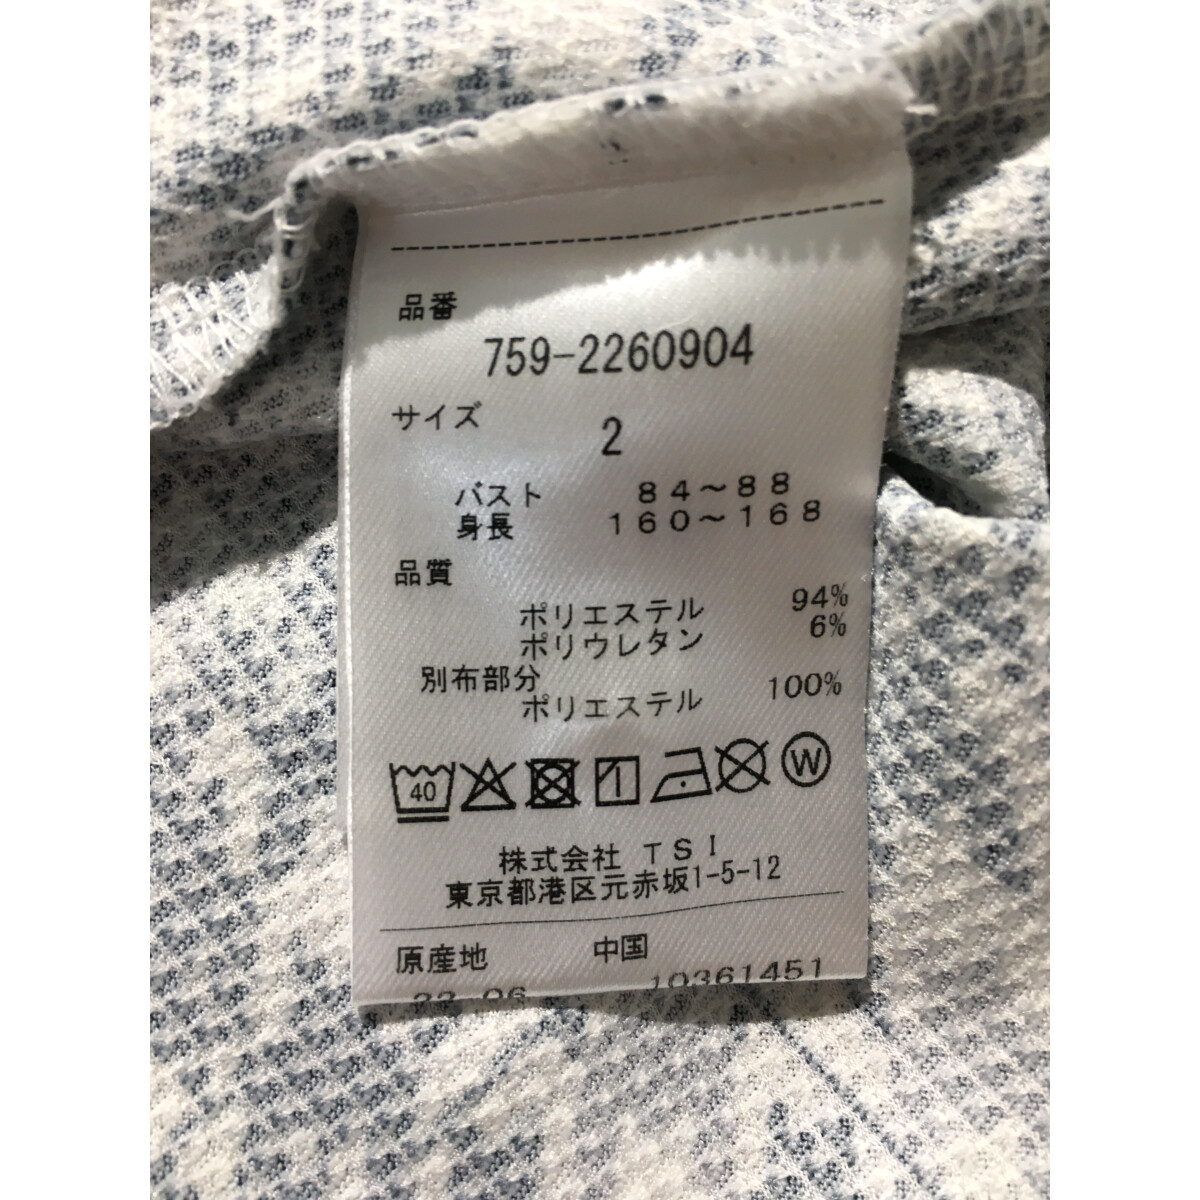 品番
759-2260904
サイズ
2
バスト 84～88
身長 160～168
品質
ポリエステル 94%
ポリウレタン 6%
別布部分
ポリエステル 100%
40
W
株式会社 TSI
東京都港区元赤坂1-5-12
原産地 中国
22-06 10361451